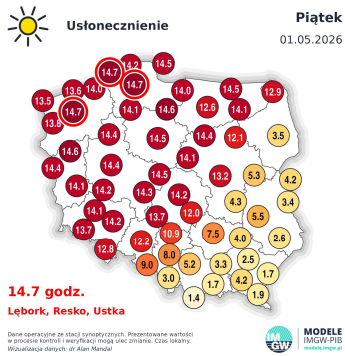 Usłonecznienie
Piątek
01.05.2026
14.7 14.2 14.5
13.6 14.0 14.7 14.0 14.5 12.9
13.5 14.7 14.1 14.6 12.6 14.1
13.8 14.4 14.5 14.4 12.1 3.5
14.6 14.1
14.4 14.4 14.5 13.2 5.3 4.2
14.1 14.2 14.3 14.2 4.3 3.4
14.1 14.2 13.7 12.0 5.5
13.7 12.2 10.9 7.5 4.0 2.6
12.8 9.0 8.0 5.2 3.3 2.5 1.7
3.0 1.7 4.2
1.4 1.9
14.7 godz.
Lębork, Resko, Ustka
Dane operacyjne ze stacji synoptycznych. Prezentowane wartości
w procesie kontroli i weryfikacji mogą ulec zmianie. Czas lokalny.
Wizualizacja danych: dr Alan Mandal
IM
GW
MODELE
IMGW-PIB
modele.imgw.pl